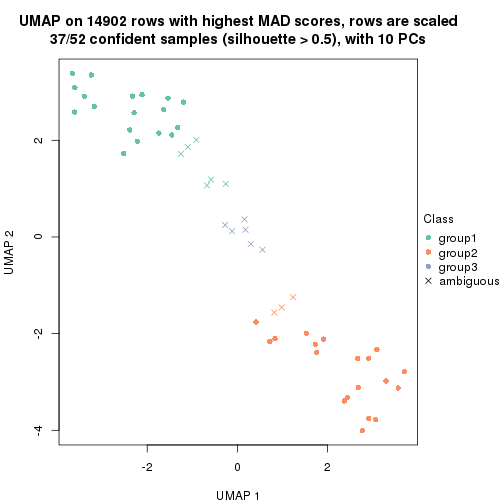 UMAP on 14902 rows with highest MAD scores, rows are scaled
37/52 confident samples (silhouette > 0.5), with 10 PCs
2
0
-2
-4
UMAP 2
-2
0
2
UMAP 1
Class
group1
group2
group3
ambiguous